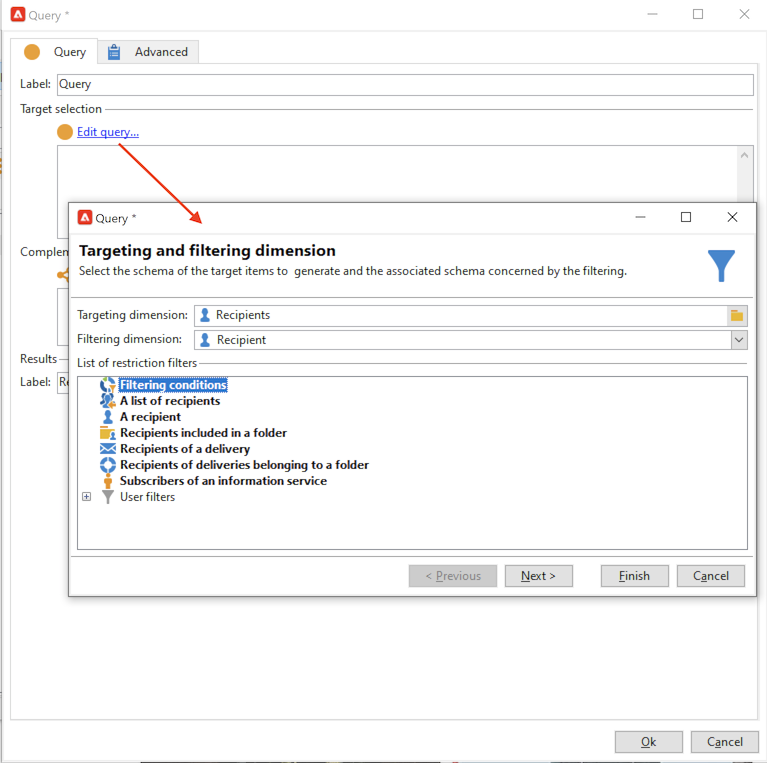 Query *
Query
Advanced
Label: Query
Target selection
Edit query...
Query *
Targeting and filtering dimension
Select the schema of the target items to  generate and the associated schema concerned by the filtering.
Complem
Targeting dimension: Recipients
Filtering dimension: Recipient
List of restriction filters
Results
Label: Re
Filtering conditions
A list of recipients
A recipient
Recipients included in a folder
Recipients of a delivery
Recipients of deliveries belonging to a folder
Subscribers of an information service
User filters
< Previous
Next >
Finish
Cancel
Ok
Cancel